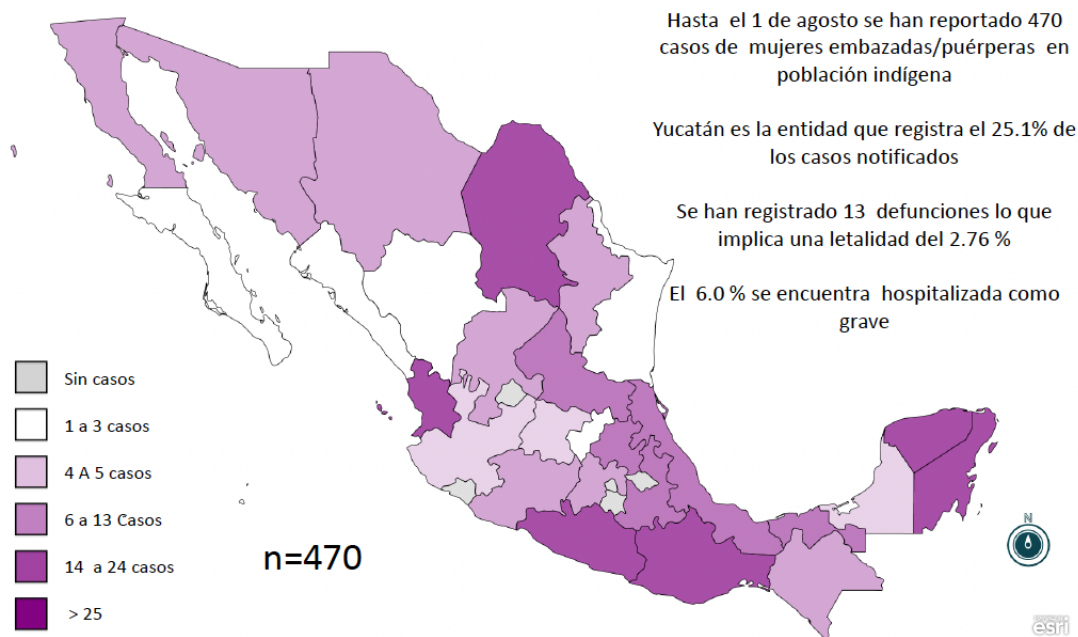 Hasta el 1 de agosto se han reportado 470
casos de mujeres embazadas/puérperas en
población indígena
Yucatán es la entidad que registra el 25.1% de
los casos notificados
Se han registrado 13 defunciones lo que
implica una letalidad del 2.76 %
El 6.0 % se encuentra hospitalizada como
grave
Sin casos
1 a 3 casos
4 A 5 casos
6 a 13 Casos
14 a 24 casos
> 25
n=470
N
esri